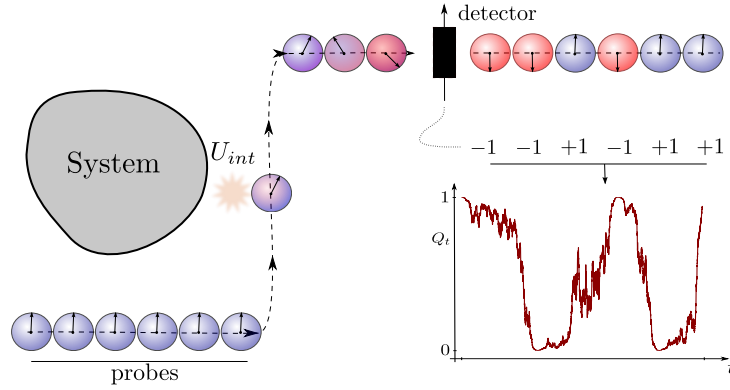 detector
System
U_int
−1 −1 +1 −1 +1 +1
1
Q_t
0
t
probes